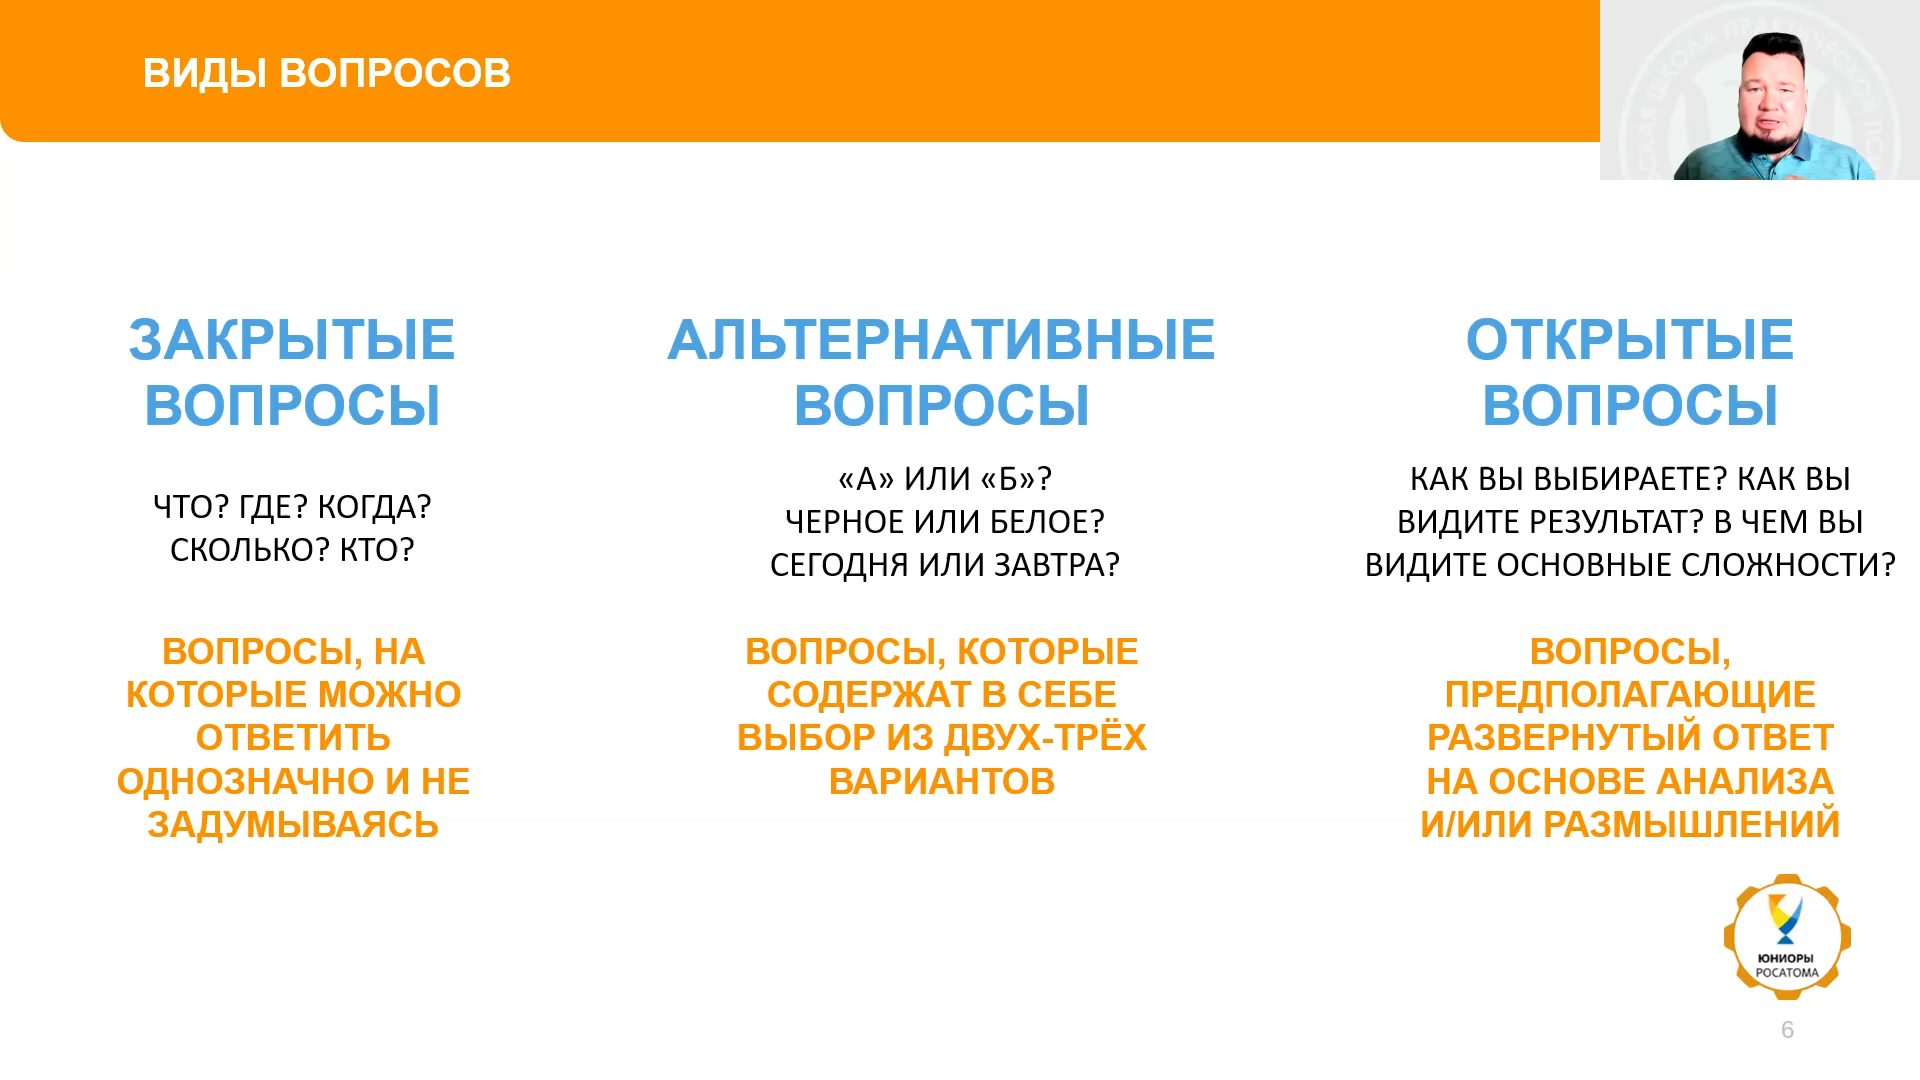 ВИДЫ ВОПРОСОВ
ШКОЛА ПРАКТИЧЕСКОЙ
ЗАКРЫТЫЕ
ВОПРОСЫ
ЧТО? ГДЕ? КОГДА?
СКОЛЬКО? КТО?
ВОПРОСЫ, НА
КОТОРЫЕ МОЖНО
ОТВЕТИТЬ
ОДНОЗНАЧНО И НЕ
ЗАДУМЫВАЯСЬ
АЛЬТЕРНАТИВНЫЕ
ВОПРОСЫ
«А» ИЛИ «Б»?
ЧЕРНОЕ ИЛИ БЕЛОЕ?
СЕГОДНЯ ИЛИ ЗАВТРА?
ВОПРОСЫ, КОТОРЫЕ
СОДЕРЖАТ В СЕБЕ
ВЫБОР ИЗ ДВУХ-ТРЁХ
ВАРИАНТОВ
ОТКРЫТЫЕ
ВОПРОСЫ
КАК ВЫ ВЫБИРАЕТЕ? КАК ВЫ
ВИДИТЕ РЕЗУЛЬТАТ? В ЧЕМ ВЫ
ВИДИТЕ ОСНОВНЫЕ СЛОЖНОСТИ?
ВОПРОСЫ,
ПРЕДПОЛАГАЮЩИЕ
РАЗВЕРНУТЫЙ ОТВЕТ
НА ОСНОВЕ АНАЛИЗА
И/ИЛИ РАЗМЫШЛЕНИЙ
ЮНИОРЫ
РОСАТОМА
6